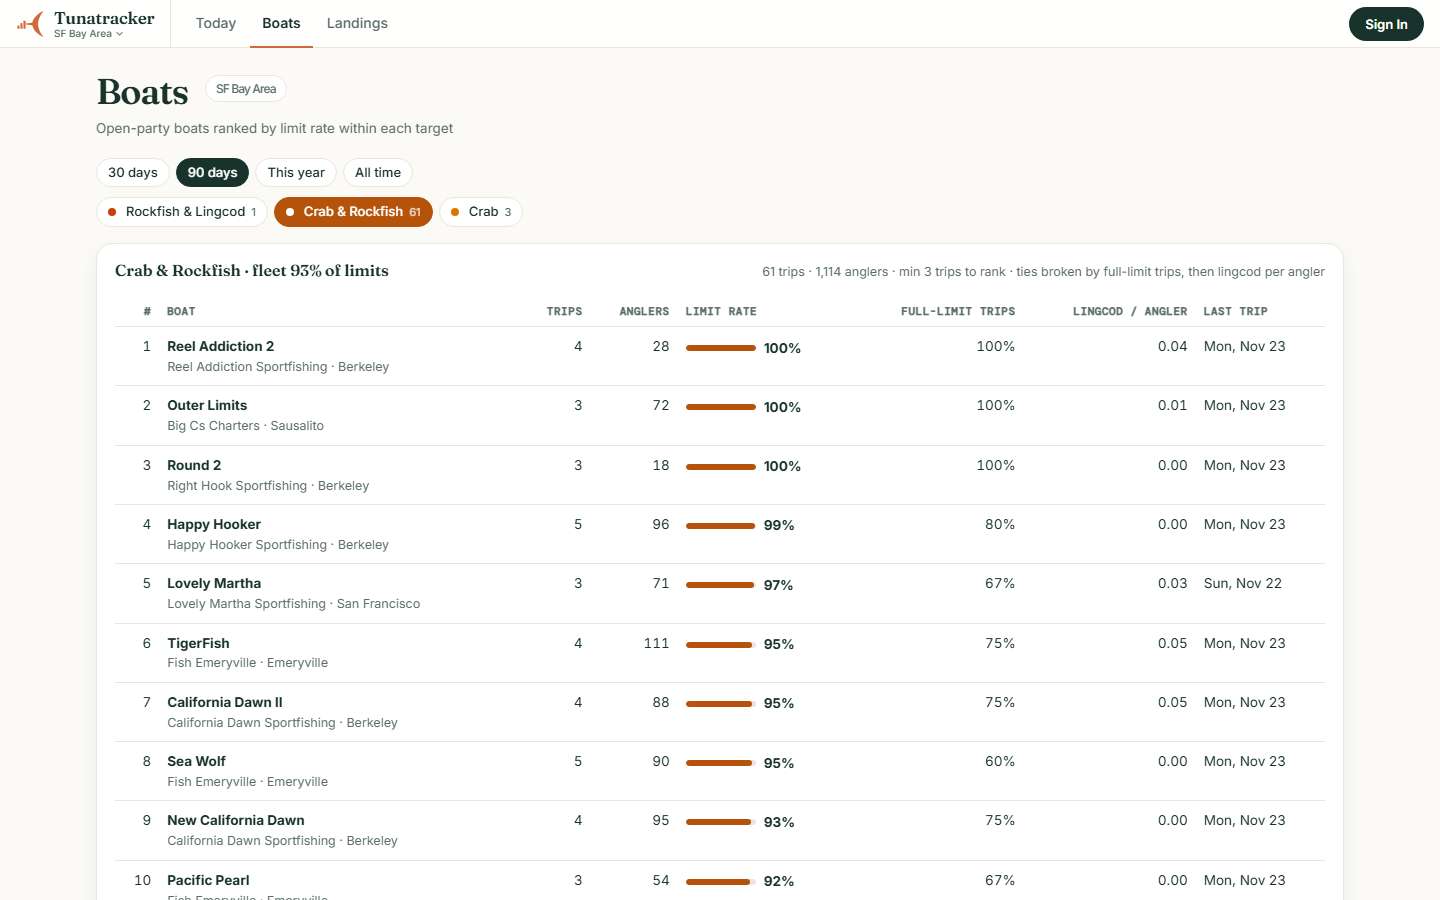 Tunatracker
SF Bay Area
Today Boats Landings
Sign In
Boats SF Bay Area
Open-party boats ranked by limit rate within each target
30 days 90 days This year All time
Rockfish & Lingcod 1 Crab & Rockfish 61 Crab 3
Crab & Rockfish · fleet 93% of limits 61 trips · 1,114 anglers · min 3 trips to rank · ties broken by full-limit trips, then lingcod per angler
# BOAT TRIPS ANGLERS LIMIT RATE FULL-LIMIT TRIPS LINGCOD / ANGLER LAST TRIP
1 Reel Addiction 2 4 28 100% 100% 0.04 Mon, Nov 23
Reel Addiction Sportfishing · Berkeley
2 Outer Limits 3 72 100% 100% 0.01 Mon, Nov 23
Big Cs Charters · Sausalito
3 Round 2 3 18 100% 100% 0.00 Mon, Nov 23
Right Hook Sportfishing · Berkeley
4 Happy Hooker 5 96 99% 80% 0.00 Mon, Nov 23
Happy Hooker Sportfishing · Berkeley
5 Lovely Martha 3 71 97% 67% 0.03 Sun, Nov 22
Lovely Martha Sportfishing · San Francisco
6 TigerFish 4 111 95% 75% 0.05 Mon, Nov 23
Fish Emeryville · Emeryville
7 California Dawn II 4 88 95% 75% 0.05 Mon, Nov 23
California Dawn Sportfishing · Berkeley
8 Sea Wolf 5 90 95% 60% 0.00 Mon, Nov 23
Fish Emeryville · Emeryville
9 New California Dawn 4 95 93% 75% 0.00 Mon, Nov 23
California Dawn Sportfishing · Berkeley
10 Pacific Pearl 3 54 92% 67% 0.00 Mon, Nov 23
Fish Emeryville · Emeryville